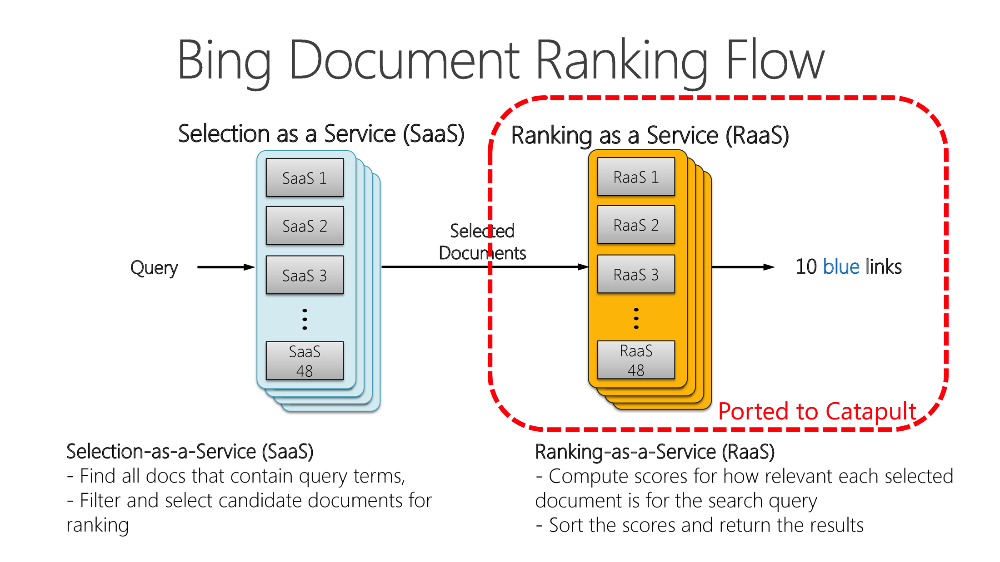 Bing Document Ranking Flow
Selection as a Service (SaaS)
Ranking as a Service (RaaS)
SaaS 1
SaaS 2
SaaS 3
SaaS
48
Query
Selected
Documents
RaaS 1
RaaS 2
RaaS 3
RaaS
48
10 blue links
Ported to Catapult
Selection-as-a-Service (SaaS)
- Find all docs that contain query terms,
- Filter and select candidate documents for
ranking
Ranking-as-a-Service (RaaS)
- Compute scores for how relevant each selected
document is for the search query
- Sort the scores and return the results